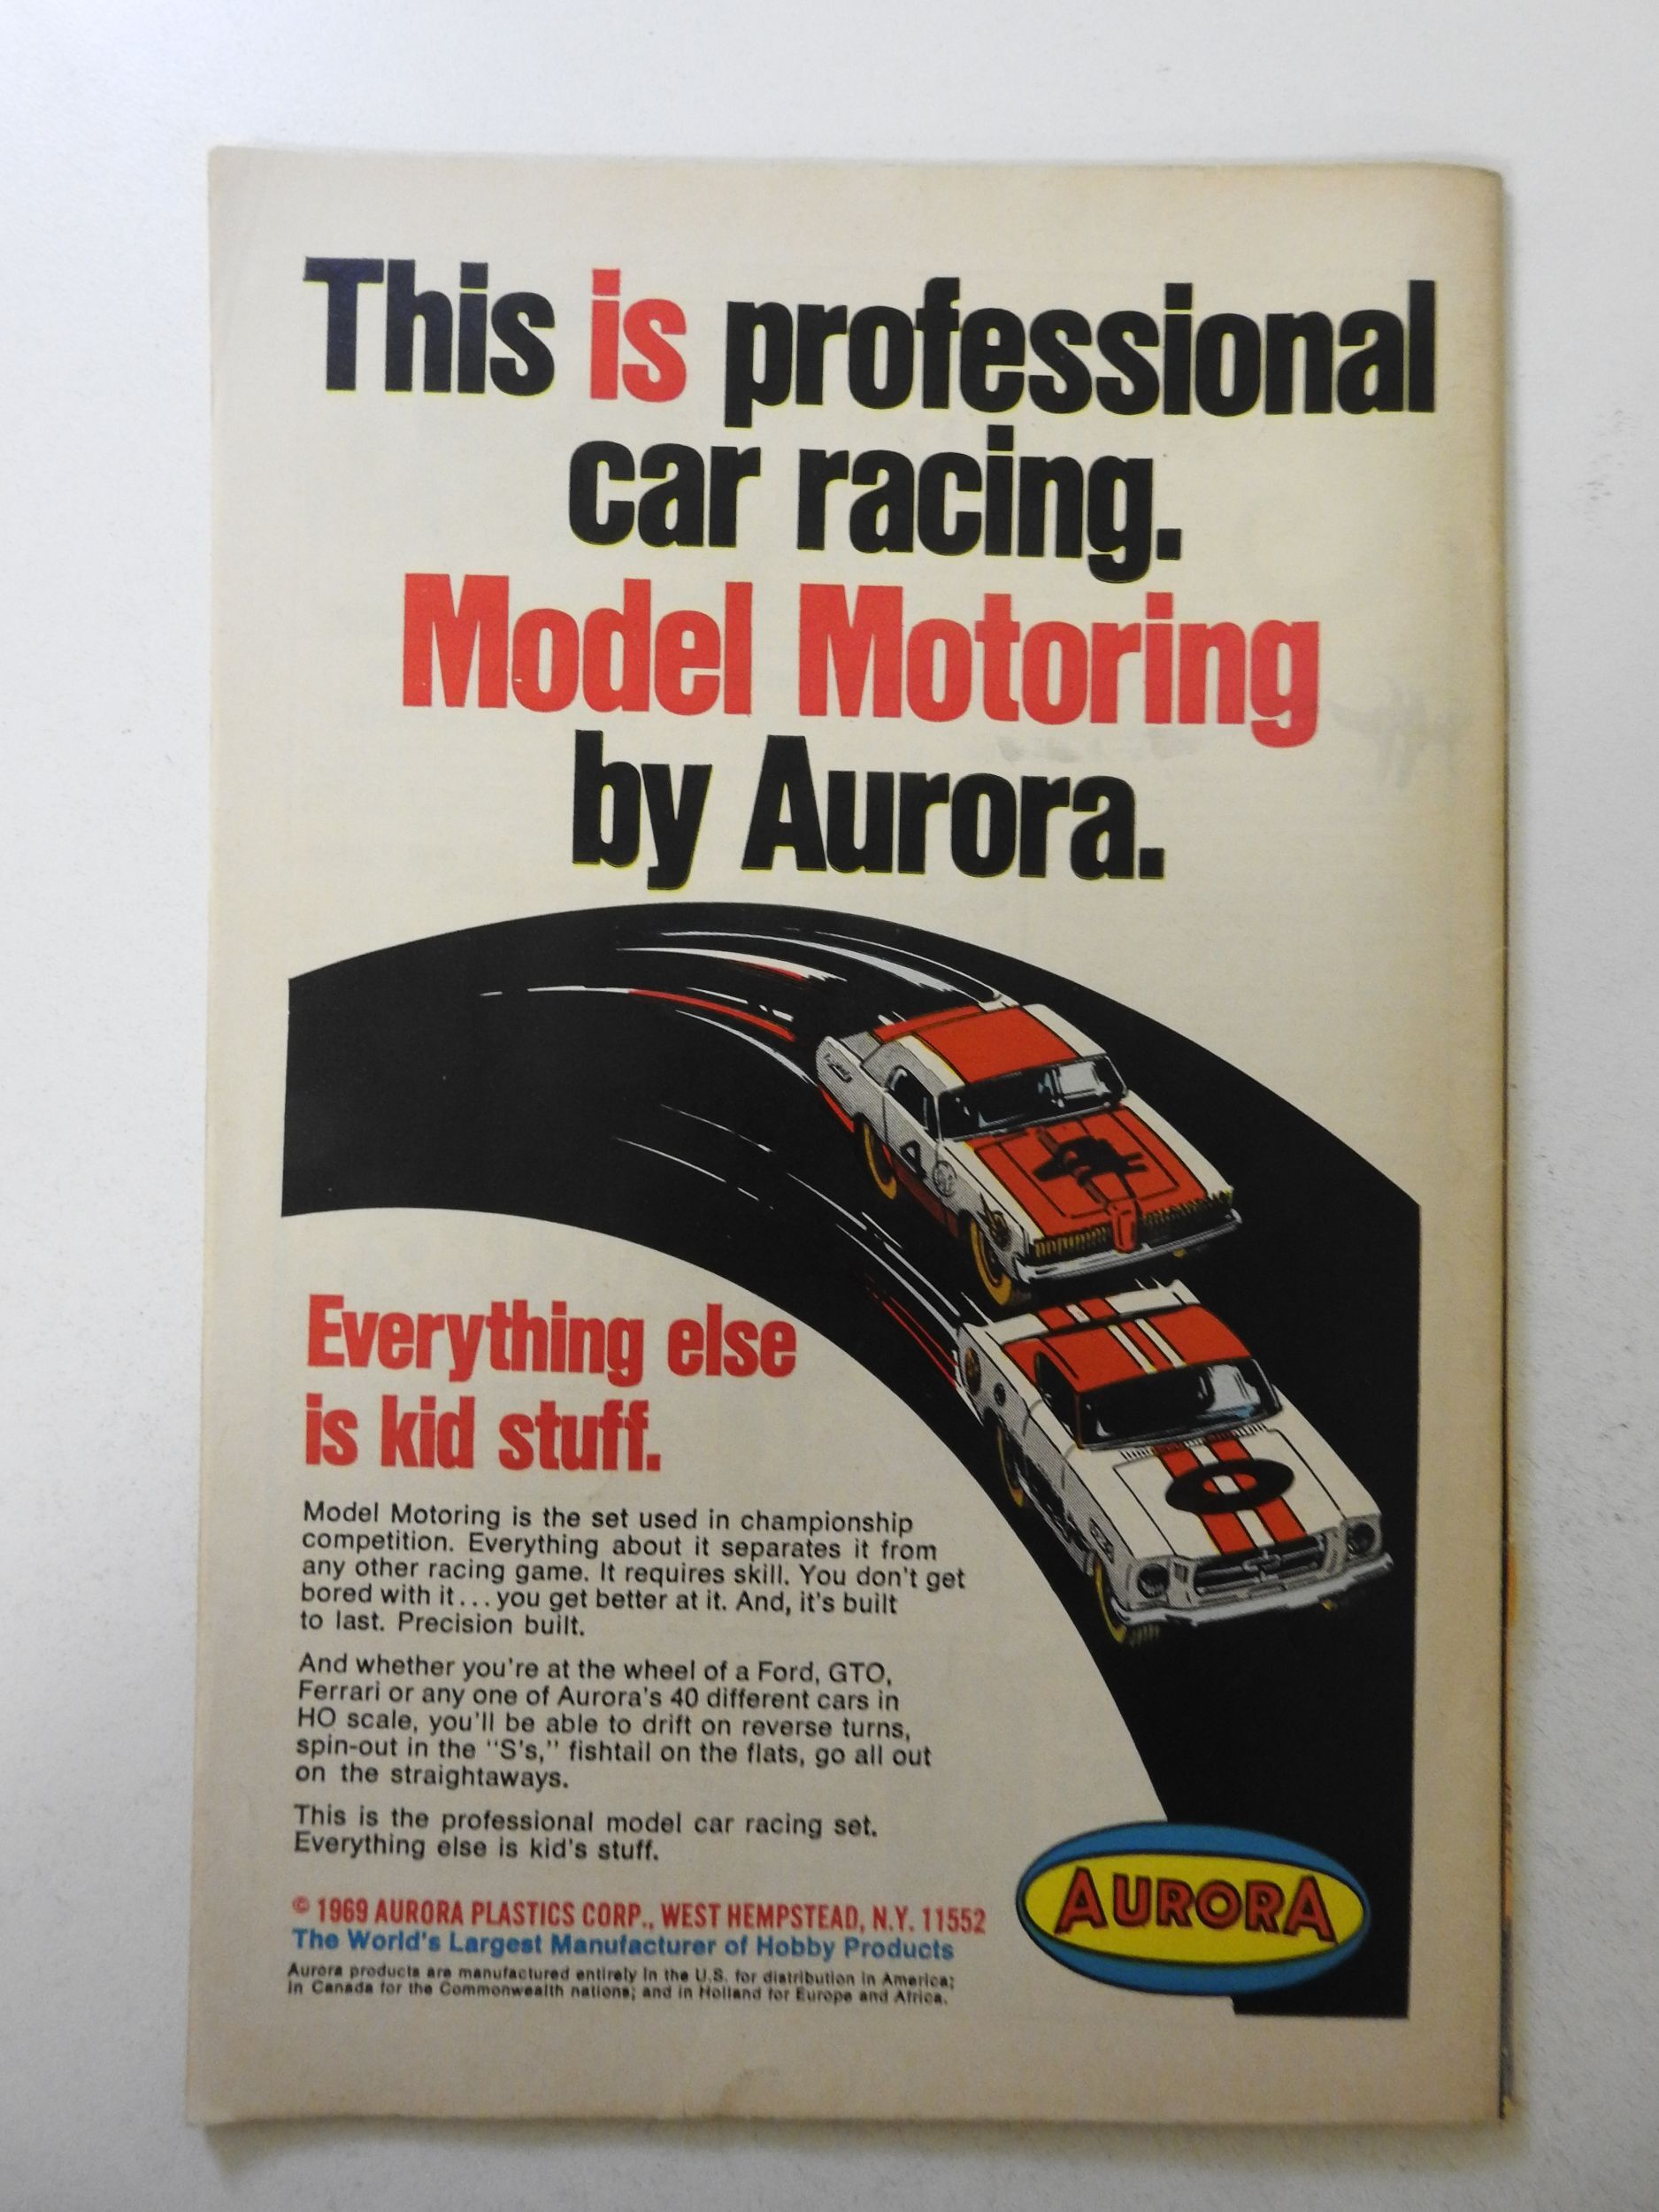 This is professional
car racing.
Model Motoring
by Aurora.
4
Everything else
is kid stuff.
Model Motoring is the set used in championship
competition. Everything about it separates it from
any other racing game. It requires skill. You don't get
bored with it...you get better at it. And, it's built
to last. Precision built.
And whether you're at the wheel of a Ford, GTO,
Ferrari or any one of Aurora's 40 different cars in
HO scale, you'll be able to drift on reverse turns,
spin-out in the "S's," fishtail on the flats, go all out
on the straightaways.
This is the professional model car racing set.
Everything else is kid's stuff.
© 1969 AURORA PLASTICS CORP., WEST HEMPSTEAD, N.Y. 11552
The World's Largest Manufacturer of Hobby Products
Aurora products are manufactured entirely in the U.S. for distribution in America;
in Canada for the Commonwealth nations; and in Holland for Europe and Africa.
AURORA